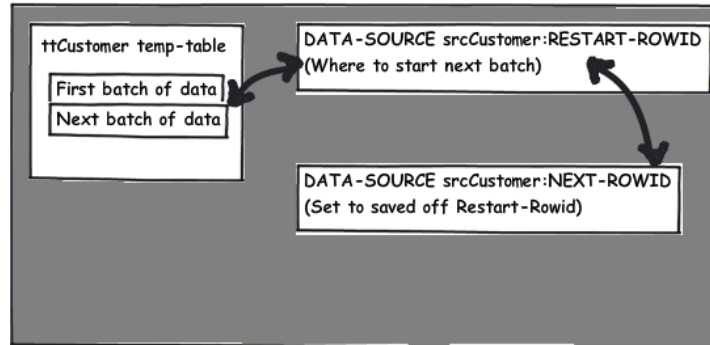 ttCustomer temp-table
First batch of data
Next batch of data
DATA-SOURCE srcCustomer:RESTART-ROWID
(Where to start next batch)
DATA-SOURCE srcCustomer:NEXT-ROWID
(Set to saved off Restart-Rowid)